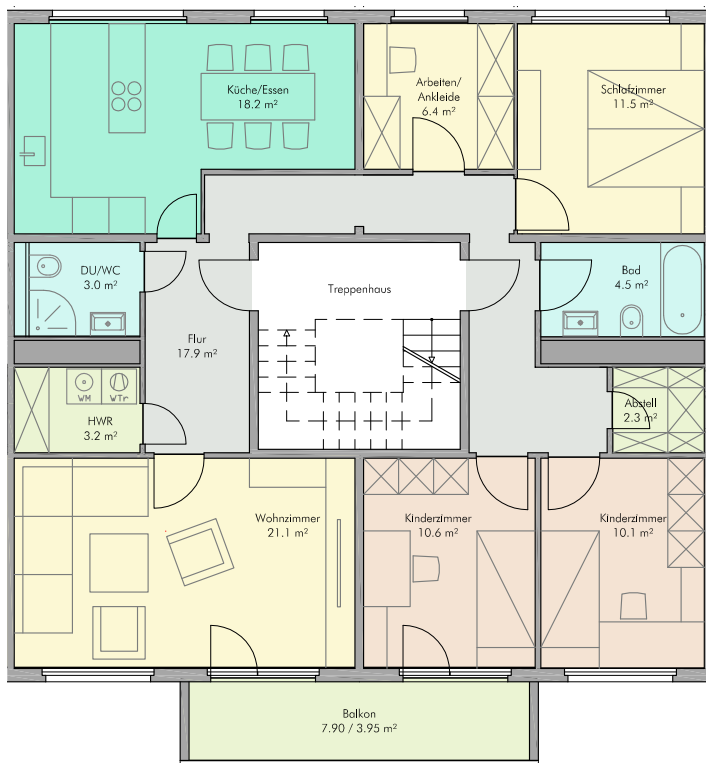 Küche/Essen
18.2 m²
Arbeiten/
Ankleide
6.4 m²
Schlafzimmer
11.5 m²
DU/WC
3.0 m²
Treppenhaus
Bad
4.5 m²
Flur
17.9 m²
WM
WTr
HWR
3.2 m²
Abstell
2.3 m²
Wohnzimmer
21.1 m²
Kinderzimmer
10.6 m²
Kinderzimmer
10.1 m²
Balkon
7.90 / 3.95 m²